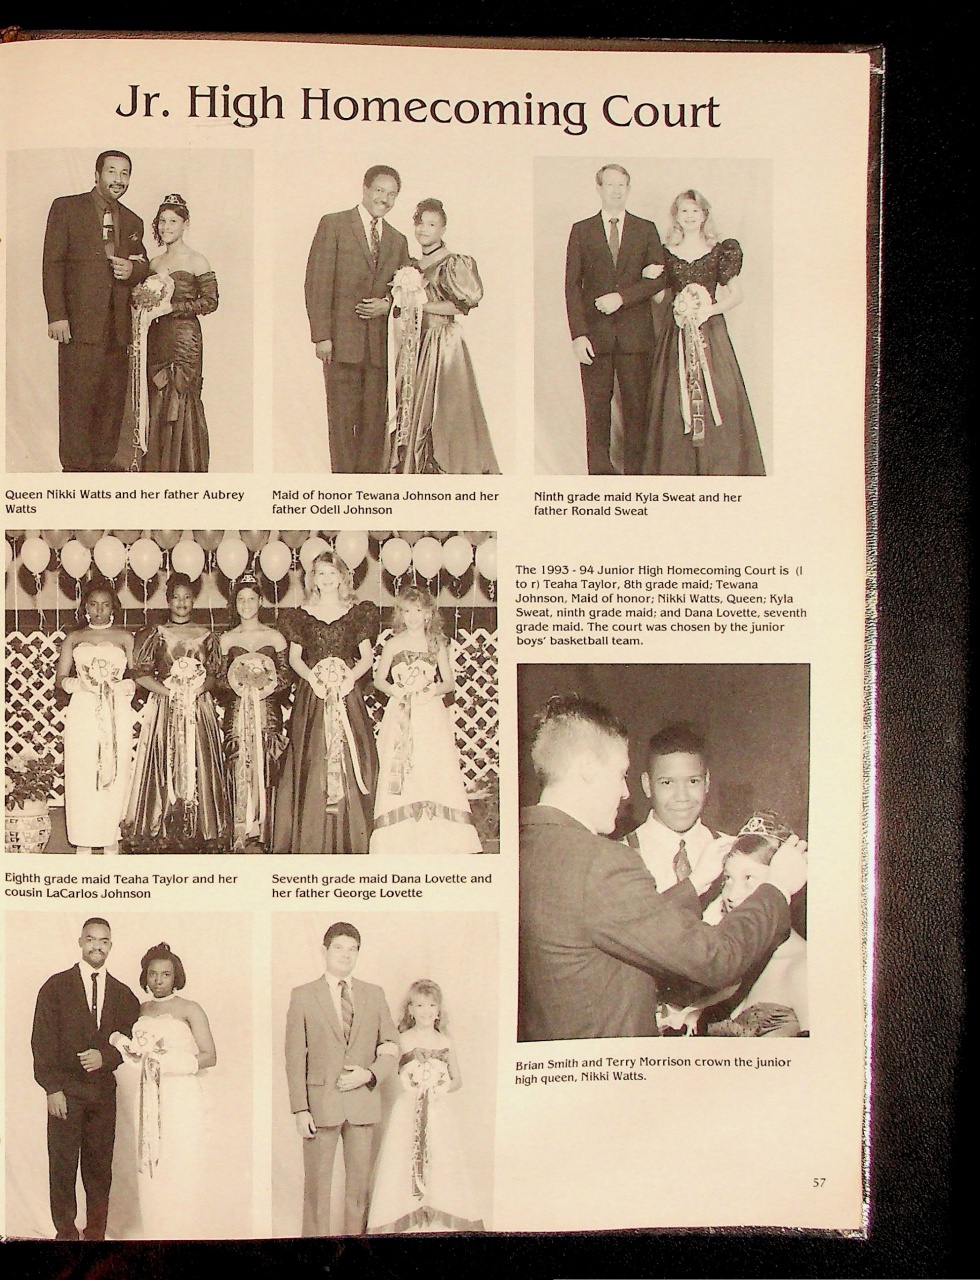 Jr. High Homecoming Court
Queen Nikki Watts and her father Aubrey
Watts
Maid of honor Tewana Johnson and her
father Odell Johnson
Ninth grade maid Kyla Sweat and her
father Ronald Sweat
The 1993 - 94 Junior High Homecoming Court is (l
to r) Teaha Taylor, 8th grade maid; Tewana
Johnson, Maid of honor; Nikki Watts, Queen; Kyla
Sweat, ninth grade maid; and Dana Lovette, seventh
grade maid. The court was chosen by the junior
boys' basketball team.
Eighth grade maid Teaha Taylor and her
cousin LaCarlos Johnson
Seventh grade maid Dana Lovette and
her father George Lovette
Brian Smith and Terry Morrison crown the junior
high queen, Nikki Watts.
57